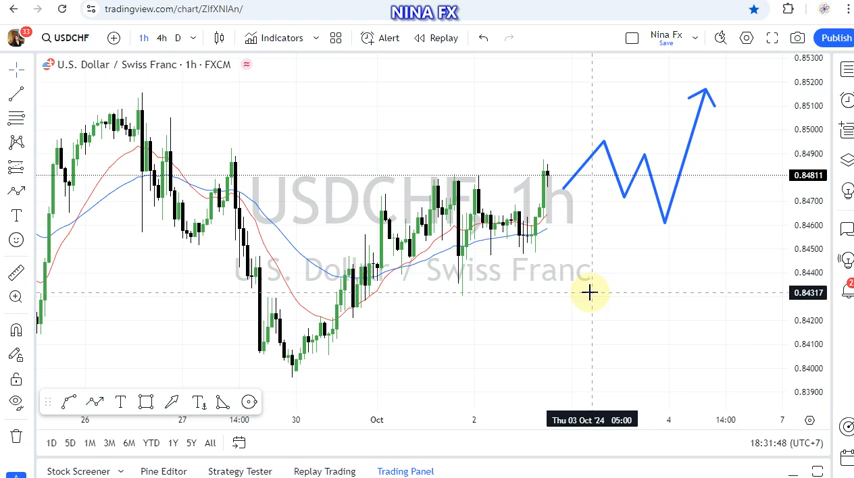 NINA FX
tradingview.com/chart/ZIfXNIAn/
33
USDCHF
1h 4h D
Indicators
Alert
Replay
Nina Fx
Save
Publish
U.S. Dollar / Swiss Franc · 1h · FXCM
USDCHF, 1h
U.S. Dollar / Swiss Franc
0.85300
0.85200
0.85100
0.85000
0.84900
0.84811
0.84700
0.84600
0.84500
0.84400
0.84317
0.84200
0.84100
0.84000
0.83900
2
26
27
14:00
30
Oct
2
Thu 03 Oct '24 05:00
4
14:00
7
1D 5D 1M 3M 6M YTD 1Y 5Y All
18:31:48 (UTC+7)
Stock Screener
Pine Editor
Strategy Tester
Replay Trading
Trading Panel